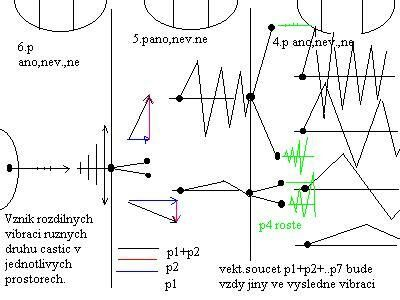 6.p
ano,nev.,ne
5.pano,nev.ne
4.p ano,nev.,ne
p4 roste
Vznik rozdilnych
vibraci ruznych
druhu castic v
jednotlivych
prostorech.
p1+p2
p2
p1
vekt.soucet p1+p2+..p7 bude
vzdy jiny ve vysledne vibraci